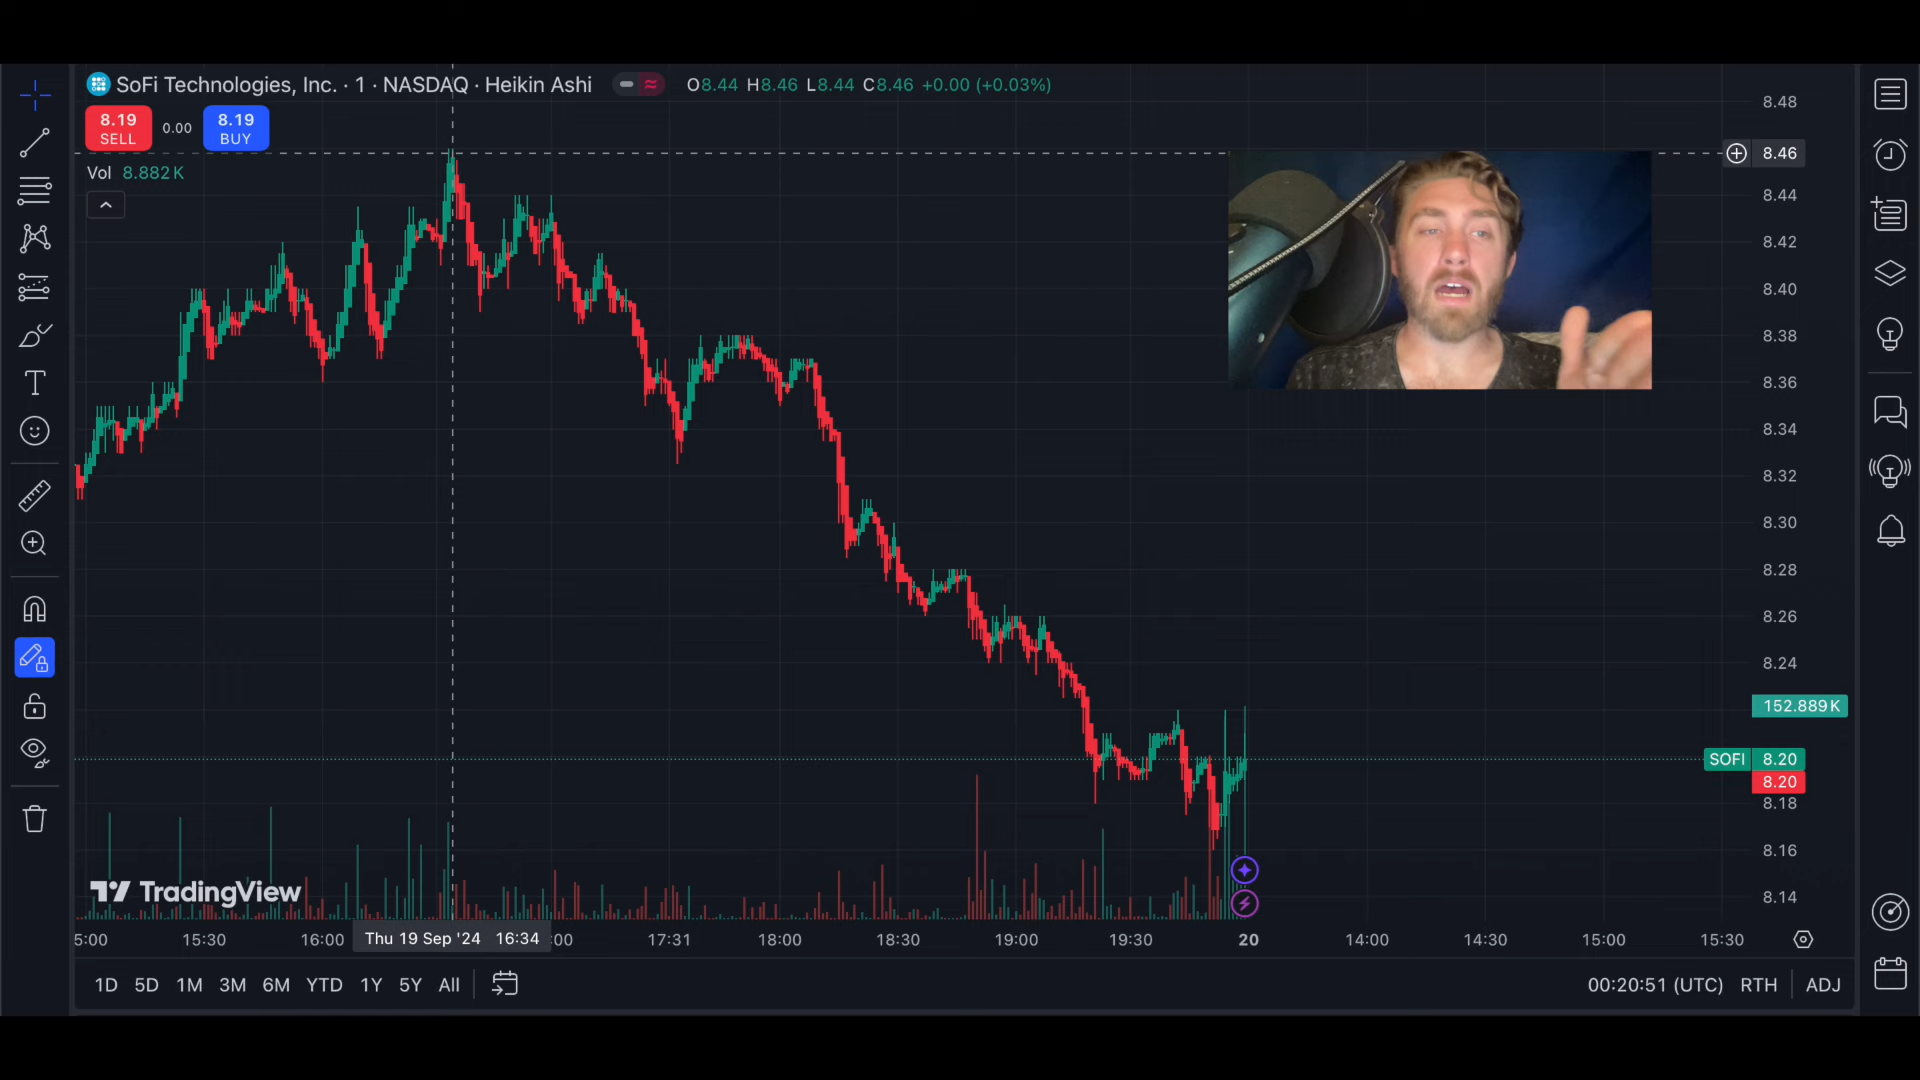 SoFi Technologies, Inc. · 1 · NASDAQ · Heikin Ashi O8.44 H8.46 L8.44 C8.46 +0.00 (+0.03%)
8.19 SELL 0.00 8.19 BUY
Vol 8.882K
8.48
8.46
8.44
8.42
8.40
8.38
8.36
8.34
8.32
8.30
8.28
8.26
8.24
152.889K
SOFI 8.20
8.20
8.18
8.16
8.14
TradingView
5:00 15:30 16:00 Thu 19 Sep '24 16:34 :00 17:31 18:00 18:30 19:00 19:30 20 14:00 14:30 15:00 15:30
1D 5D 1M 3M 6M YTD 1Y 5Y All 00:20:51 (UTC) RTH ADJ